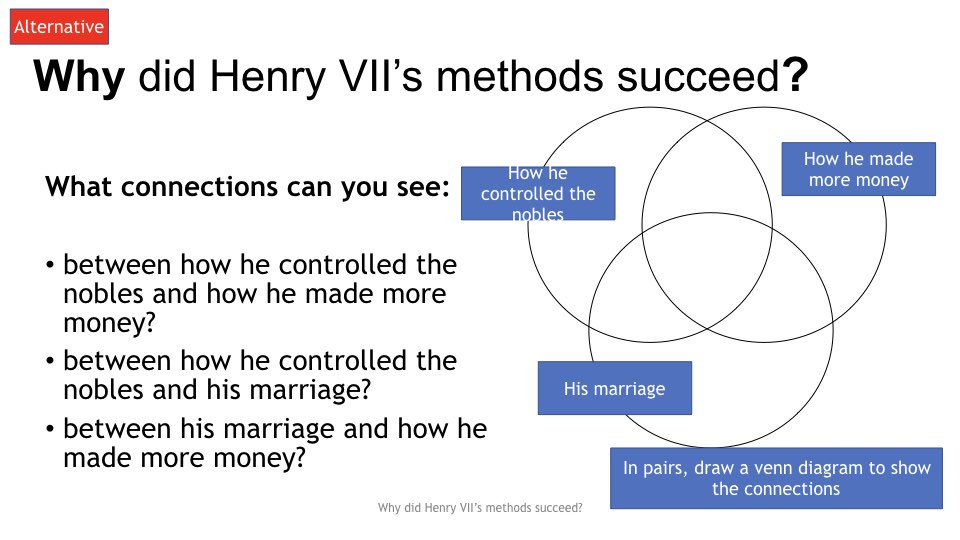 Alternative
Why did Henry VII’s methods succeed?
What connections can you see:
• between how he controlled the
nobles and how he made more
money?
• between how he controlled the
nobles and his marriage?
• between his marriage and how he
made more money?
How he
controlled the
nobles
How he made
more money
His marriage
In pairs, draw a venn diagram to show
the connections
Why did Henry VII’s methods succeed?